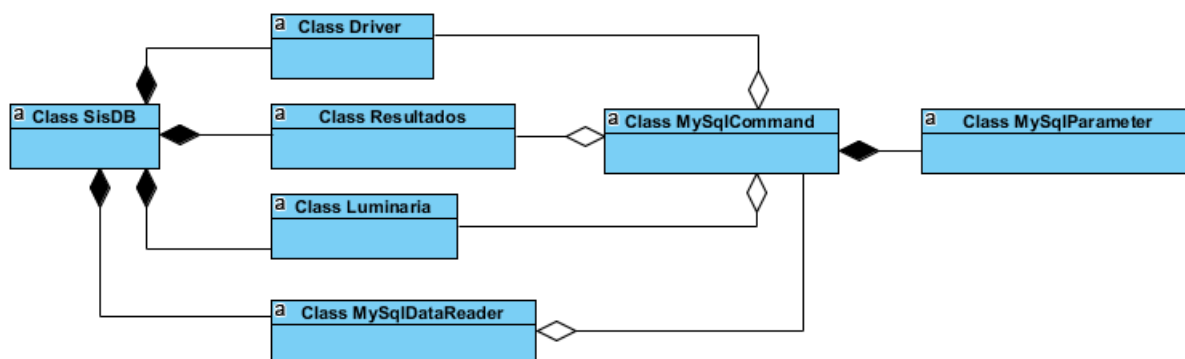 a Class Driver
a Class SisDB
a Class Resultados
a Class MySqlCommand
a Class MySqlParameter
a Class Luminaria
a Class MySqlDataReader